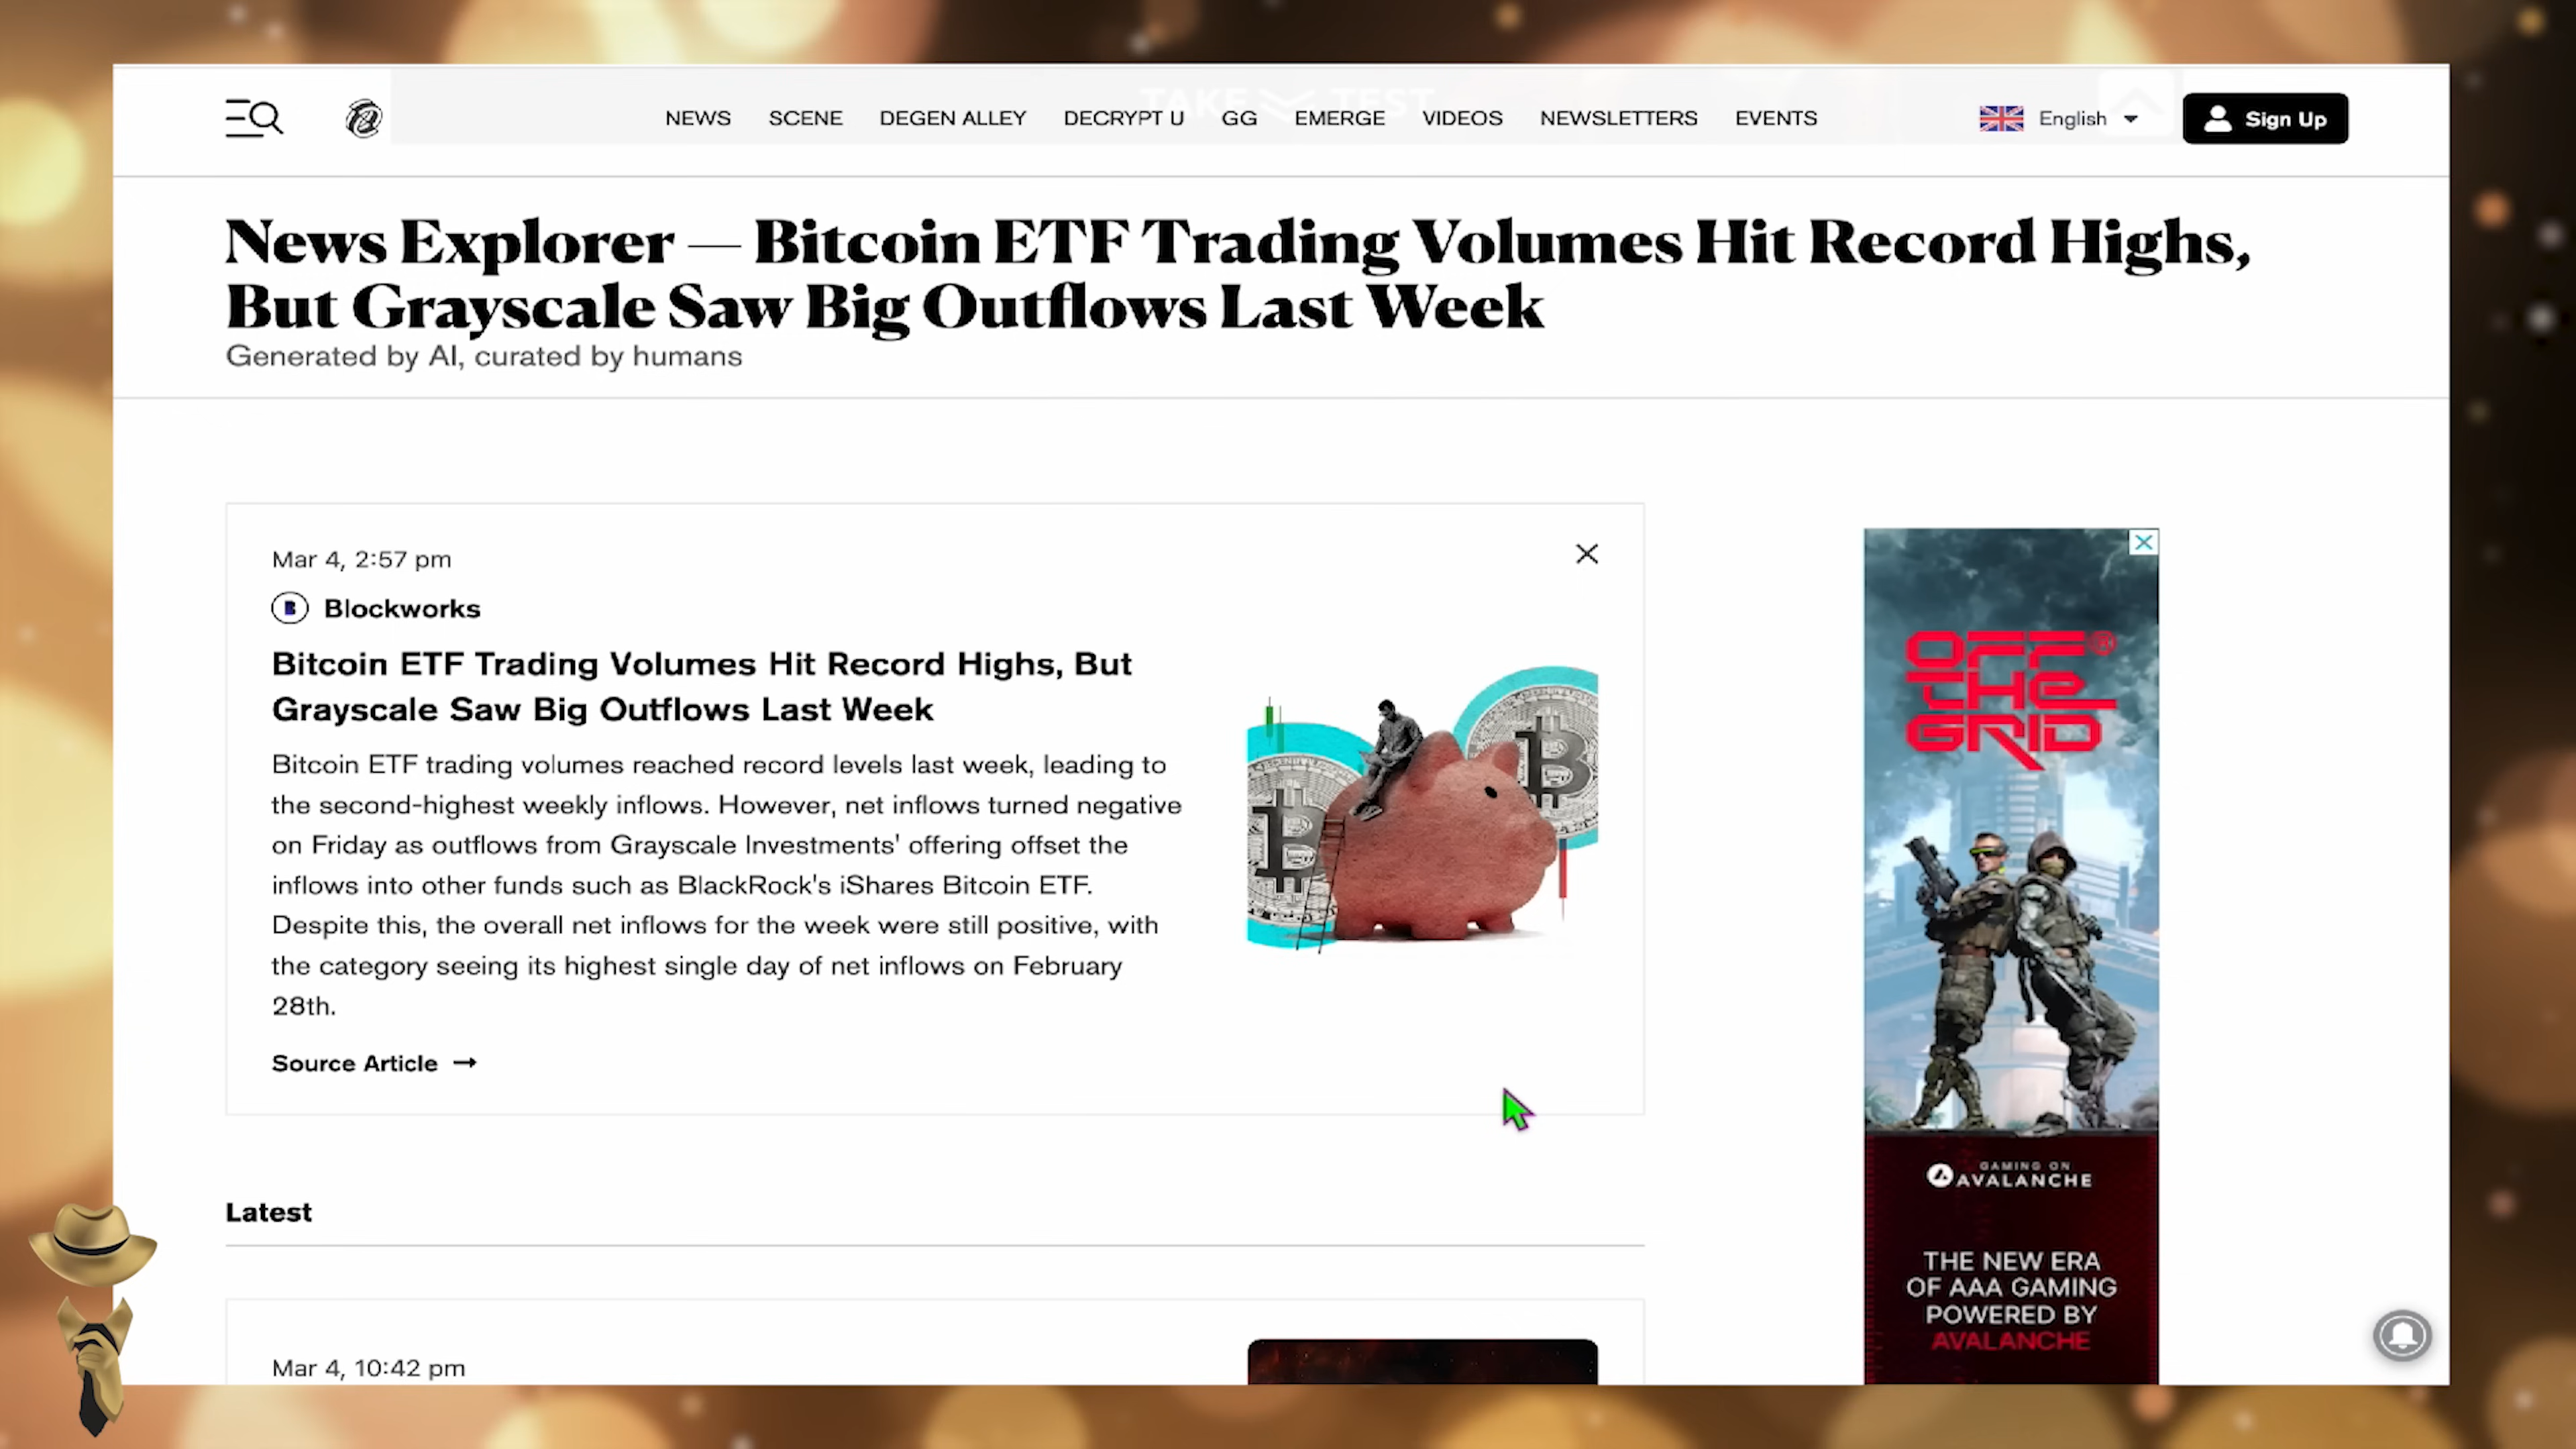 TAKE TEST
NEWS SCENE DEGEN ALLEY DECRYPT U GG EMERGE VIDEOS NEWSLETTERS EVENTS
English
Sign Up
News Explorer — Bitcoin ETF Trading Volumes Hit Record Highs,
But Grayscale Saw Big Outflows Last Week
Generated by AI, curated by humans
Mar 4, 2:57 pm
B Blockworks
Bitcoin ETF Trading Volumes Hit Record Highs, But
Grayscale Saw Big Outflows Last Week
Bitcoin ETF trading volumes reached record levels last week, leading to
the second-highest weekly inflows. However, net inflows turned negative
on Friday as outflows from Grayscale Investments' offering offset the
inflows into other funds such as BlackRock's iShares Bitcoin ETF.
Despite this, the overall net inflows for the week were still positive, with
the category seeing its highest single day of net inflows on February
28th.
Source Article →
Latest
Mar 4, 10:42 pm
OFF®
THE
GRID
GAMING ON
AVALANCHE
THE NEW ERA
OF AAA GAMING
POWERED BY
AVALANCHE